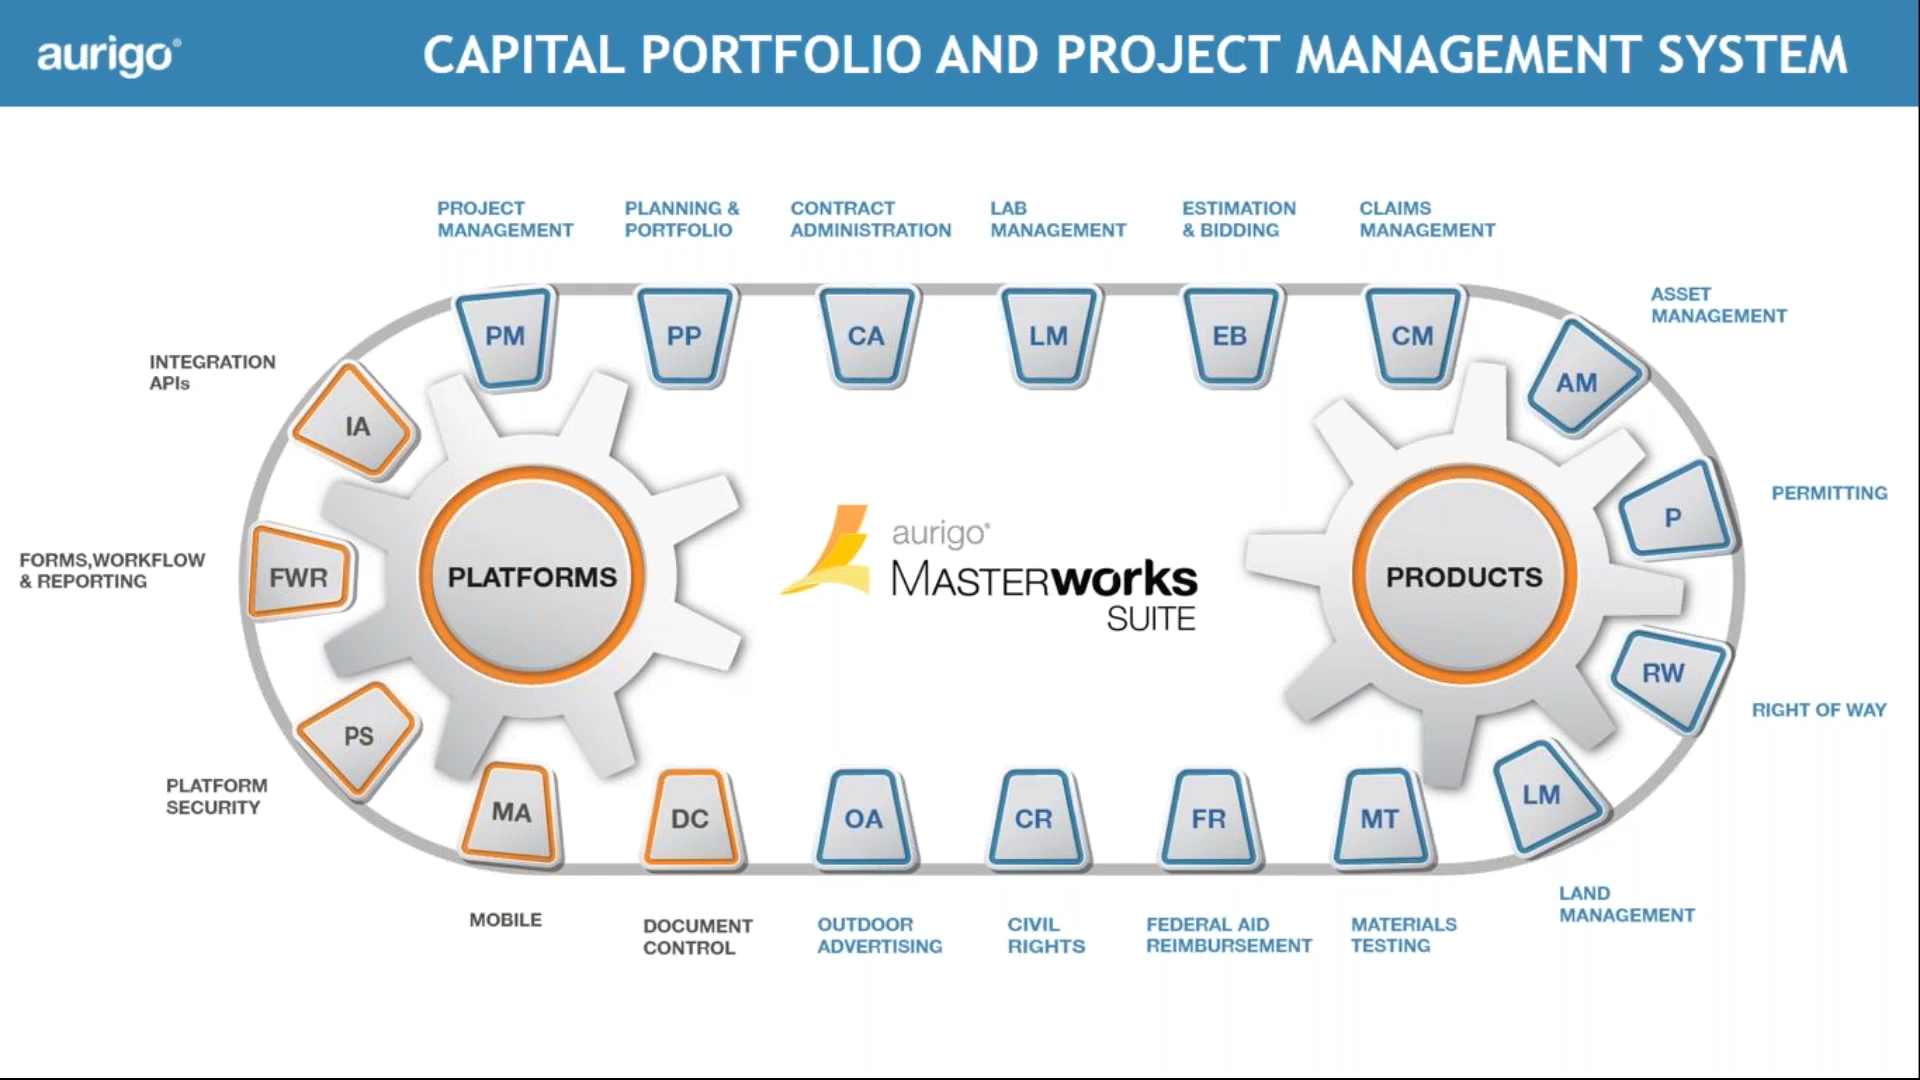 aurigo®
CAPITAL PORTFOLIO AND PROJECT MANAGEMENT SYSTEM
PROJECT
MANAGEMENT
PLANNING &
PORTFOLIO
CONTRACT
ADMINISTRATION
LAB
MANAGEMENT
ESTIMATION
& BIDDING
CLAIMS
MANAGEMENT
ASSET
MANAGEMENT
PM
PP
CA
LM
EB
CM
AM
INTEGRATION
APIs
IA
PERMITTING
P
FORMS,WORKFLOW
& REPORTING
FWR
PLATFORMS
aurigo®
MASTERworks
SUITE
PRODUCTS
RW
RIGHT OF WAY
PS
PLATFORM
SECURITY
MA
DC
OA
CR
FR
MT
LM
LAND
MANAGEMENT
MOBILE
DOCUMENT
CONTROL
OUTDOOR
ADVERTISING
CIVIL
RIGHTS
FEDERAL AID
REIMBURSEMENT
MATERIALS
TESTING